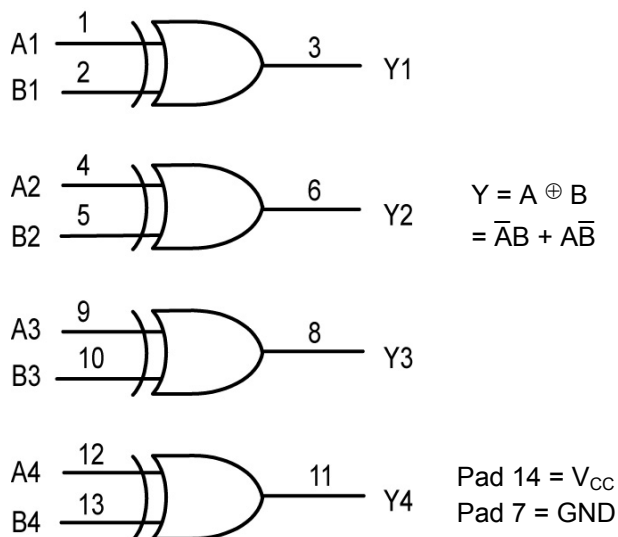 1
A1
3
Y1
2
B1
4
A2
6
Y2
5
B2
Y = A ⊕ B
= A̅B + AB̅
9
A3
8
Y3
10
B3
12
A4
11
Y4
13
B4
Pad 14 = VCC
Pad 7 = GND